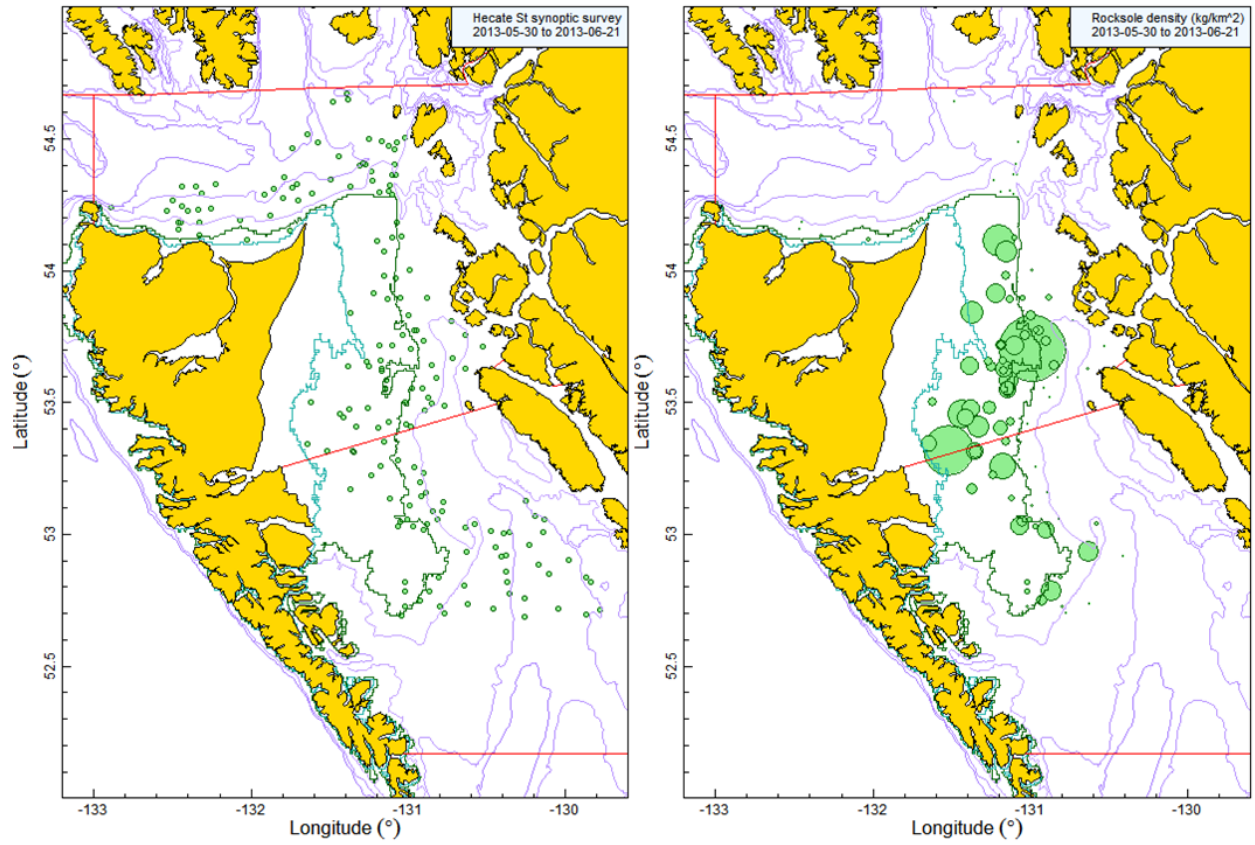 Hecate St synoptic survey
2013-05-30 to 2013-06-21
Latitude (°)
54.5
54
53.5
53
52.5
-133
-132
-131
-130
Longitude (°)
Rocksole density (kg/km^2)
2013-05-30 to 2013-06-21
Latitude (°)
54.5
54
53.5
53
52.5
-133
-132
-131
-130
Longitude (°)